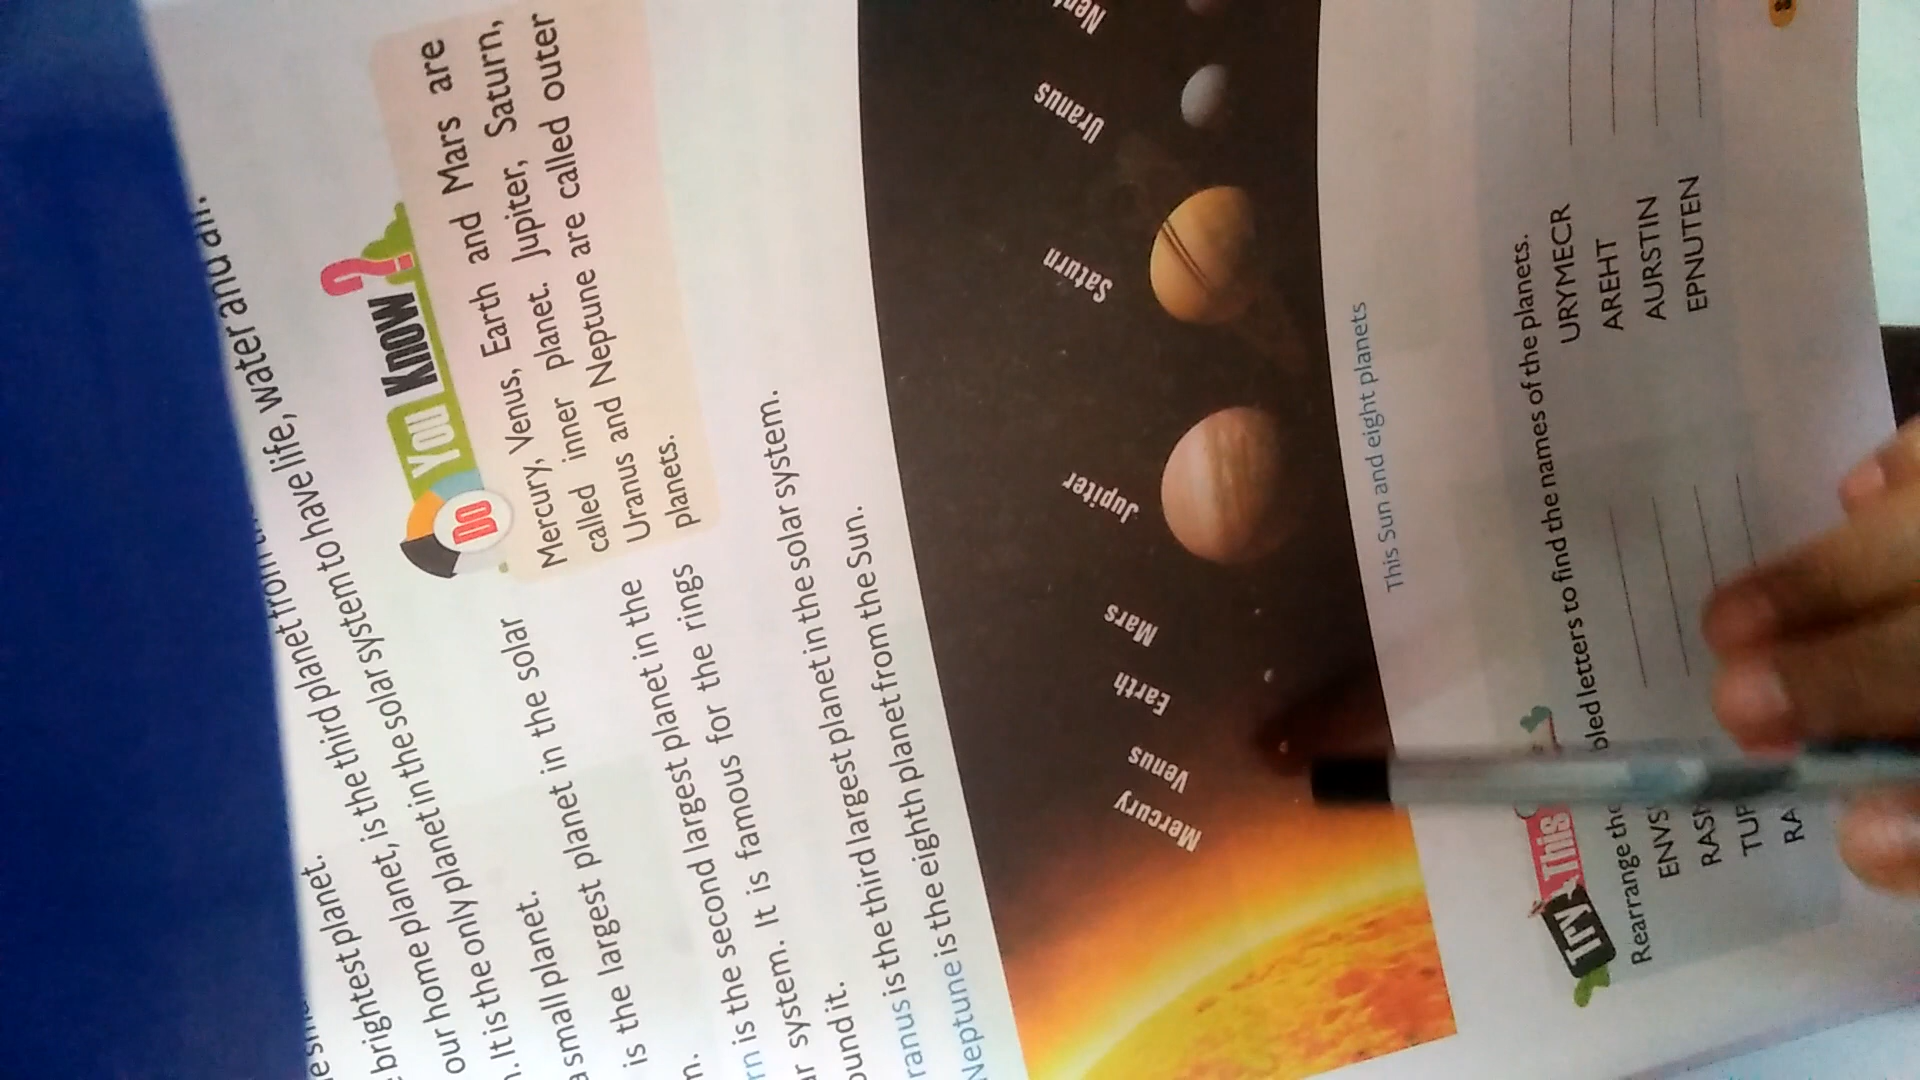 brightest planet.
our home planet, is the third planet
. It is the only planet in the solar system to have life, water and
a small planet.
is the largest planet in the solar
n.
rn is the second largest planet in the
system. It is famous for the rings
ound it.
ranus is the third largest planet in the solar system.
Neptune is the eighth planet from the Sun.
Do You Know?
Mercury, Venus, Earth and Mars are
called inner planet. Jupiter, Saturn,
Uranus and Neptune are called outer
planets.
Mercury
Venus
Earth
Mars
Jupiter
Saturn
Uranus
Nep
This Sun and eight planets
Try This
Rearrange the bled letters to find the names of the planets.
ENVS URYMECR
RAS AREHT
TUP AURSTIN
RA EPNUTEN